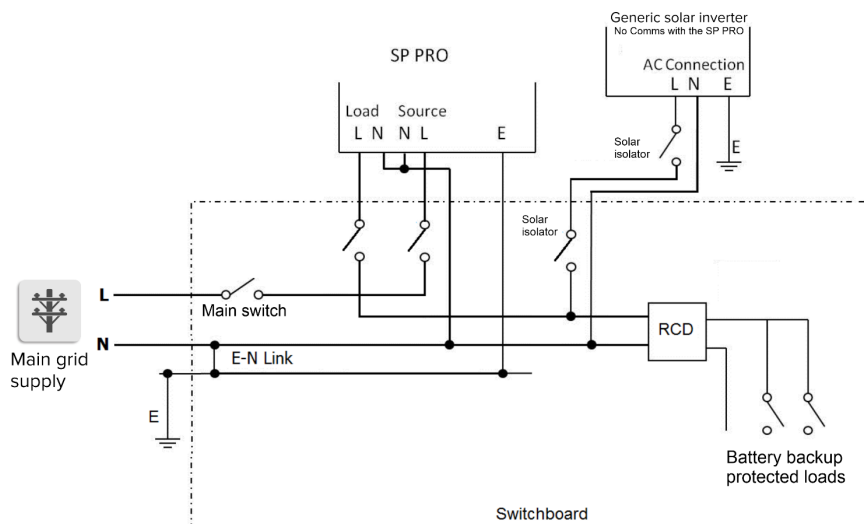 Generic solar inverter
No Comms with the SP PRO
AC Connection
L N E
SP PRO
Load Source
L N N L E
Solar
isolator
E
Solar
isolator
L
Main switch
RCD
N
E-N Link
Main grid
supply
E
Battery backup
protected loads
Switchboard